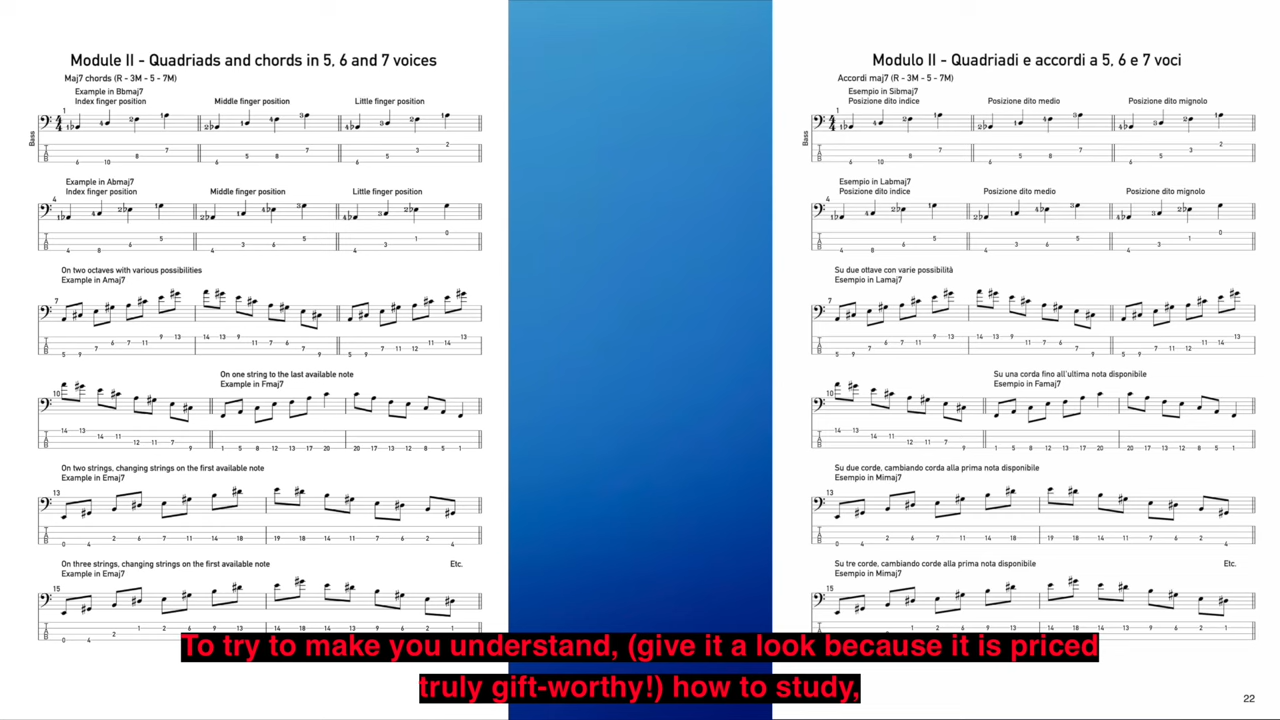 Module II - Quadriads and chords in 5, 6 and 7 voices
Maj7 chords (R - 3M - 5 - 7M)
Example in Bbmaj7
Index finger position Middle finger position Little finger position
Bass
Example in Abmaj7
Index finger position Middle finger position Little finger position
On two octaves with various possibilities
Example in Amaj7
On one string to the last available note
Example in Fmaj7
On two strings, changing strings on the first available note
Example in Emaj7
On three strings, changing strings on the first available note Etc.
Example in Emaj7
Modulo II - Quadriadi e accordi a 5, 6 e 7 voci
Accordi maj7 (R - 3M - 5 - 7M)
Esempio in Sibmaj7
Posizione dito indice Posizione dito medio Posizione dito mignolo
Bass
Esempio in Labmaj7
Posizione dito indice Posizione dito medio Posizione dito mignolo
Su due ottave con varie possibilità
Esempio in Lamaj7
Su una corda fino all'ultima nota disponibile
Esempio in Famaj7
Su due corde, cambiando corda alla prima nota disponibile
Esempio in Mimaj7
Su tre corde, cambiando corde alla prima nota disponibile Etc.
Esempio in Mimaj7
To try to make you understand, (give it a look because it is priced
truly gift-worthy!) how to study,
22